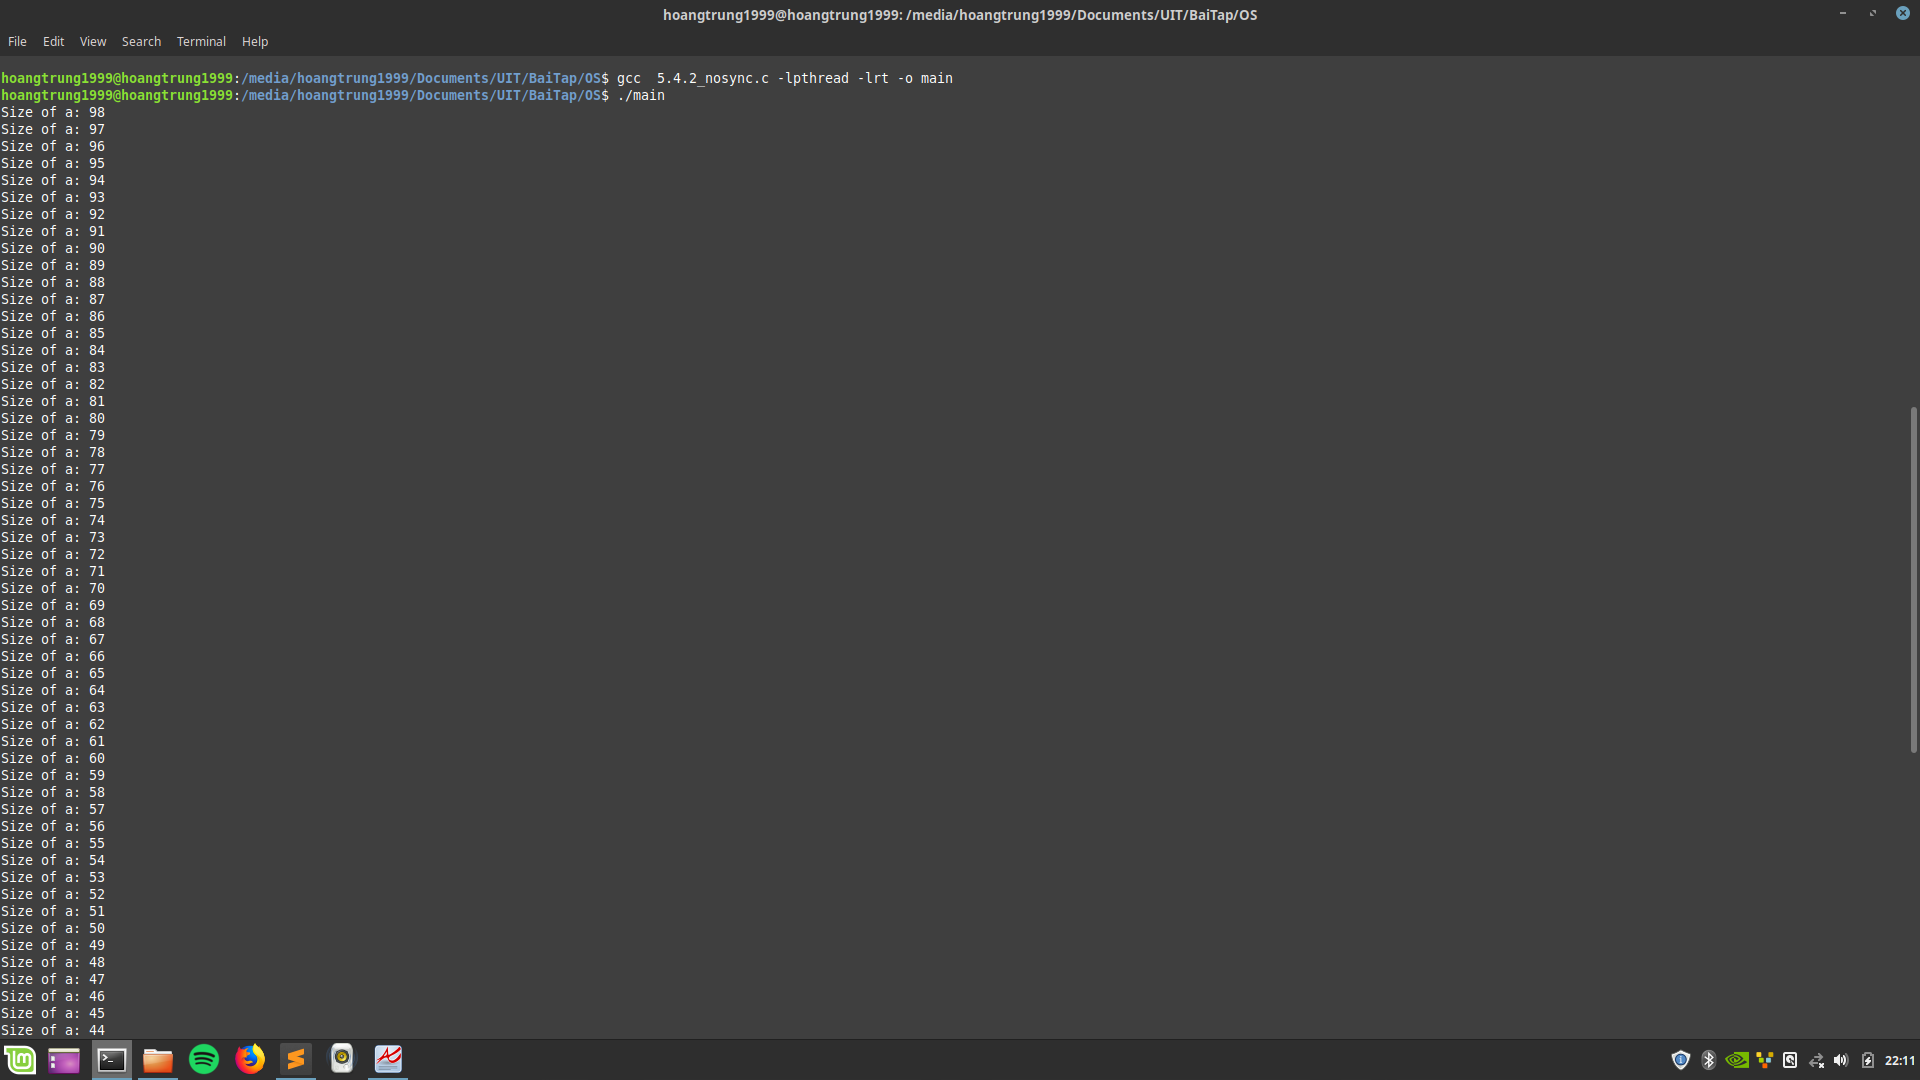 hoangtrung1999@hoangtrung1999: /media/hoangtrung1999/Documents/UIT/BaiTap/OS
File Edit View Search Terminal Help
hoangtrung1999@hoangtrung1999:/media/hoangtrung1999/Documents/UIT/BaiTap/OS$ gcc  5.4.2_nosync.c -lpthread -lrt -o main
hoangtrung1999@hoangtrung1999:/media/hoangtrung1999/Documents/UIT/BaiTap/OS$ ./main
Size of a: 98
Size of a: 97
Size of a: 96
Size of a: 95
Size of a: 94
Size of a: 93
Size of a: 92
Size of a: 91
Size of a: 90
Size of a: 89
Size of a: 88
Size of a: 87
Size of a: 86
Size of a: 85
Size of a: 84
Size of a: 83
Size of a: 82
Size of a: 81
Size of a: 80
Size of a: 79
Size of a: 78
Size of a: 77
Size of a: 76
Size of a: 75
Size of a: 74
Size of a: 73
Size of a: 72
Size of a: 71
Size of a: 70
Size of a: 69
Size of a: 68
Size of a: 67
Size of a: 66
Size of a: 65
Size of a: 64
Size of a: 63
Size of a: 62
Size of a: 61
Size of a: 60
Size of a: 59
Size of a: 58
Size of a: 57
Size of a: 56
Size of a: 55
Size of a: 54
Size of a: 53
Size of a: 52
Size of a: 51
Size of a: 50
Size of a: 49
Size of a: 48
Size of a: 47
Size of a: 46
Size of a: 45
Size of a: 44
22:11